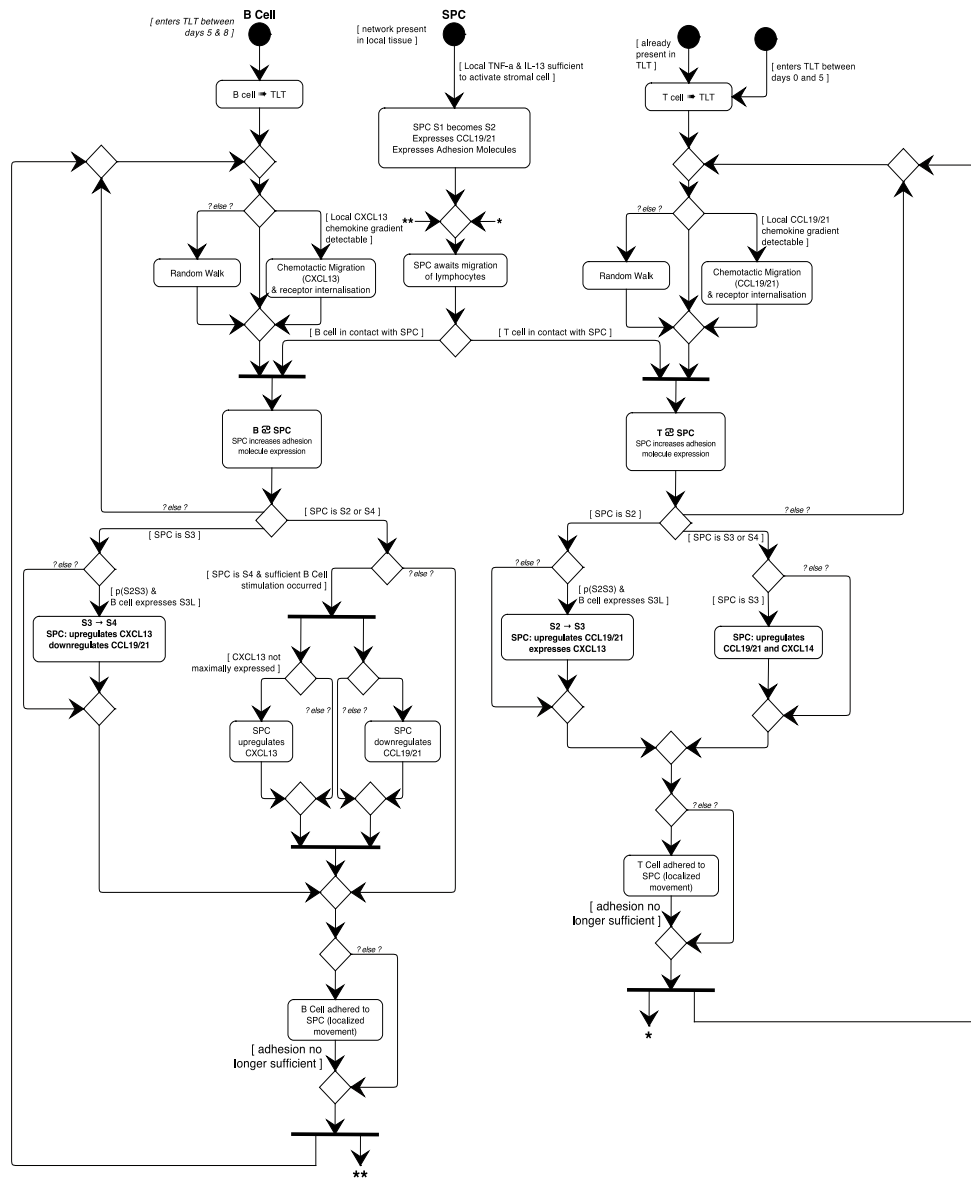 B Cell
[ enters TLT between
days 5 & 8 ]
B cell ➠ TLT
SPC
[ network present
in local tissue ]
[ Local TNF-a & IL-13 sufficient
to activate stromal cell ]
SPC S1 becomes S2
Expresses CCL19/21
Expresses Adhesion Molecules
[ already
present in
TLT ]
[ enters TLT between
days 0 and 5 ]
T cell ➠ TLT
? else ?
[ Local CXCL13
chemokine gradient
detectable ]
Random Walk
Chemotactic Migration
(CXCL13)
& receptor internalisation
**
*
SPC awaits migration
of lymphocytes
? else ?
[ Local CCL19/21
chemokine gradient
detectable ]
Random Walk
Chemotactic Migration
(CCL19/21)
& receptor internalisation
[ B cell in contact with SPC ]
[ T cell in contact with SPC ]
B SPC
SPC increases adhesion
molecule expression
T SPC
SPC increases adhesion
molecule expression
? else ?
[ SPC is S3 ]
[ SPC is S2 or S4 ]
? else ?
[ p(S2S3) &
B cell expresses S3L ]
S3 → S4
SPC: upregulates CXCL13
downregulates CCL19/21
[ SPC is S4 & sufficient B Cell
stimulation occurred ]
? else ?
[ CXCL13 not
maximally expressed ]
? else ?
? else ?
SPC
upregulates
CXCL13
SPC
downregulates
CCL19/21
? else ?
[ SPC is S2 ]
[ SPC is S3 or S4 ]
? else ?
[ p(S2S3) &
B cell expresses S3L ]
S2 → S3
SPC: upregulates CCL19/21
expresses CXCL13
? else ?
[ SPC is S3 ]
SPC: upregulates
CCL19/21 and CXCL14
? else ?
T Cell adhered to
SPC (localized
movement)
[ adhesion no
longer sufficient ]
*
? else ?
B Cell adhered to
SPC (localized
movement)
[ adhesion no
longer sufficient ]
**